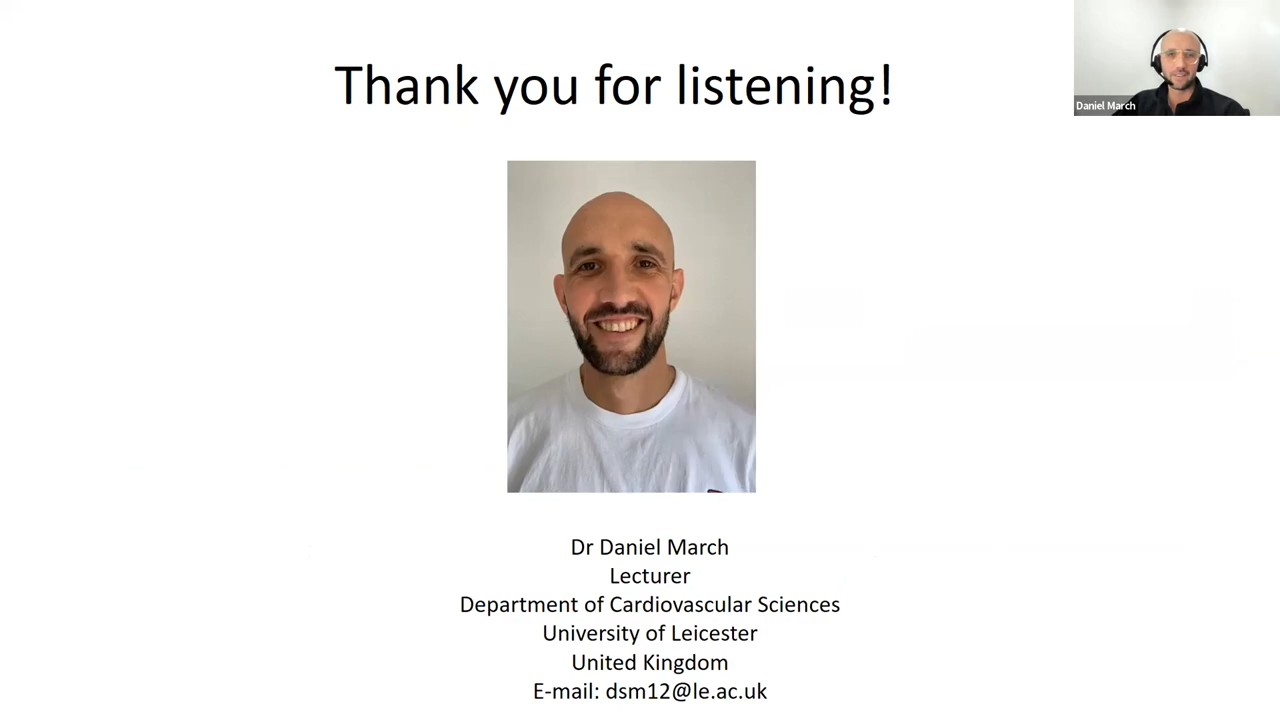 Thank you for listening!
Daniel March
Dr Daniel March
Lecturer
Department of Cardiovascular Sciences
University of Leicester
United Kingdom
E-mail: dsm12@le.ac.uk